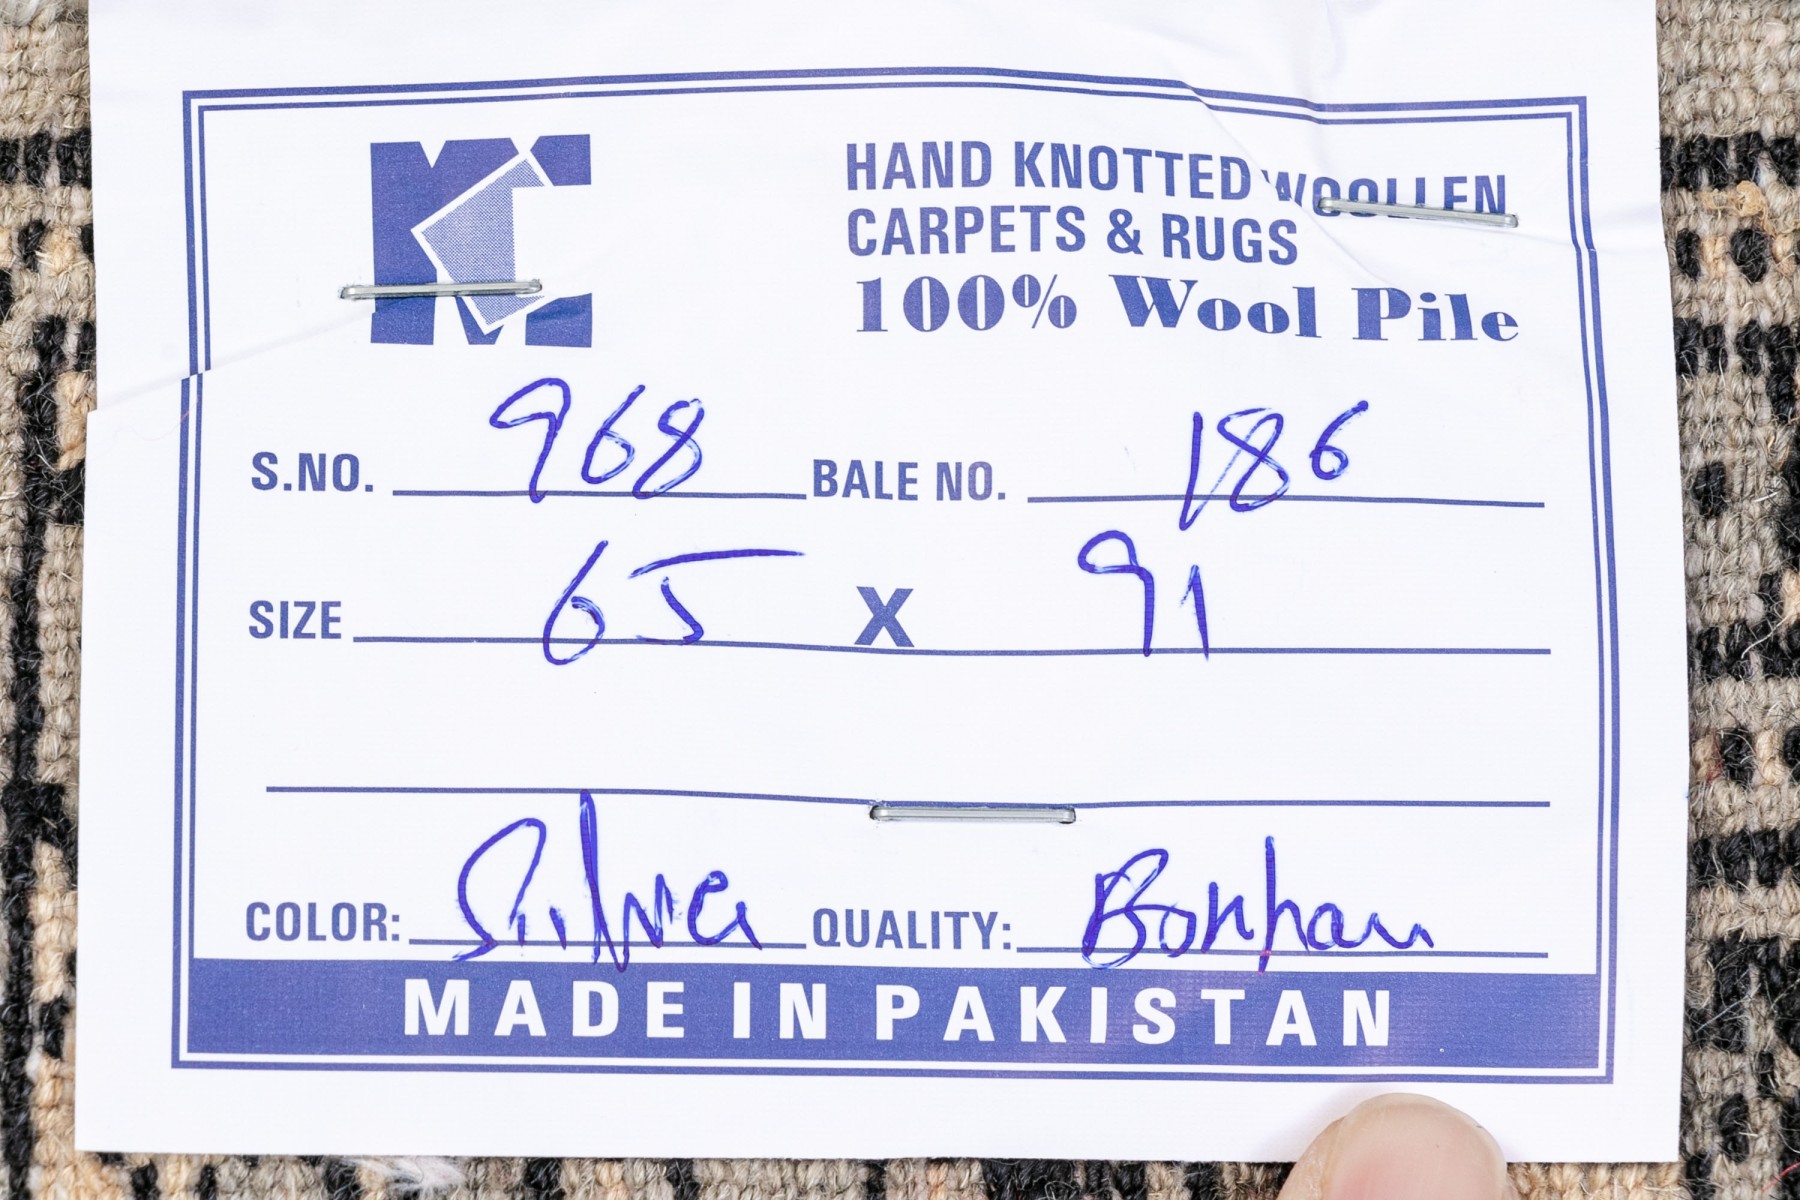 HAND KNOTTED WOOLLEN
CARPETS & RUGS
100% Wool Pile
S.NO. 968 BALE NO. 186
SIZE 65 X 91
COLOR: Silver QUALITY:
MADE IN PAKISTAN